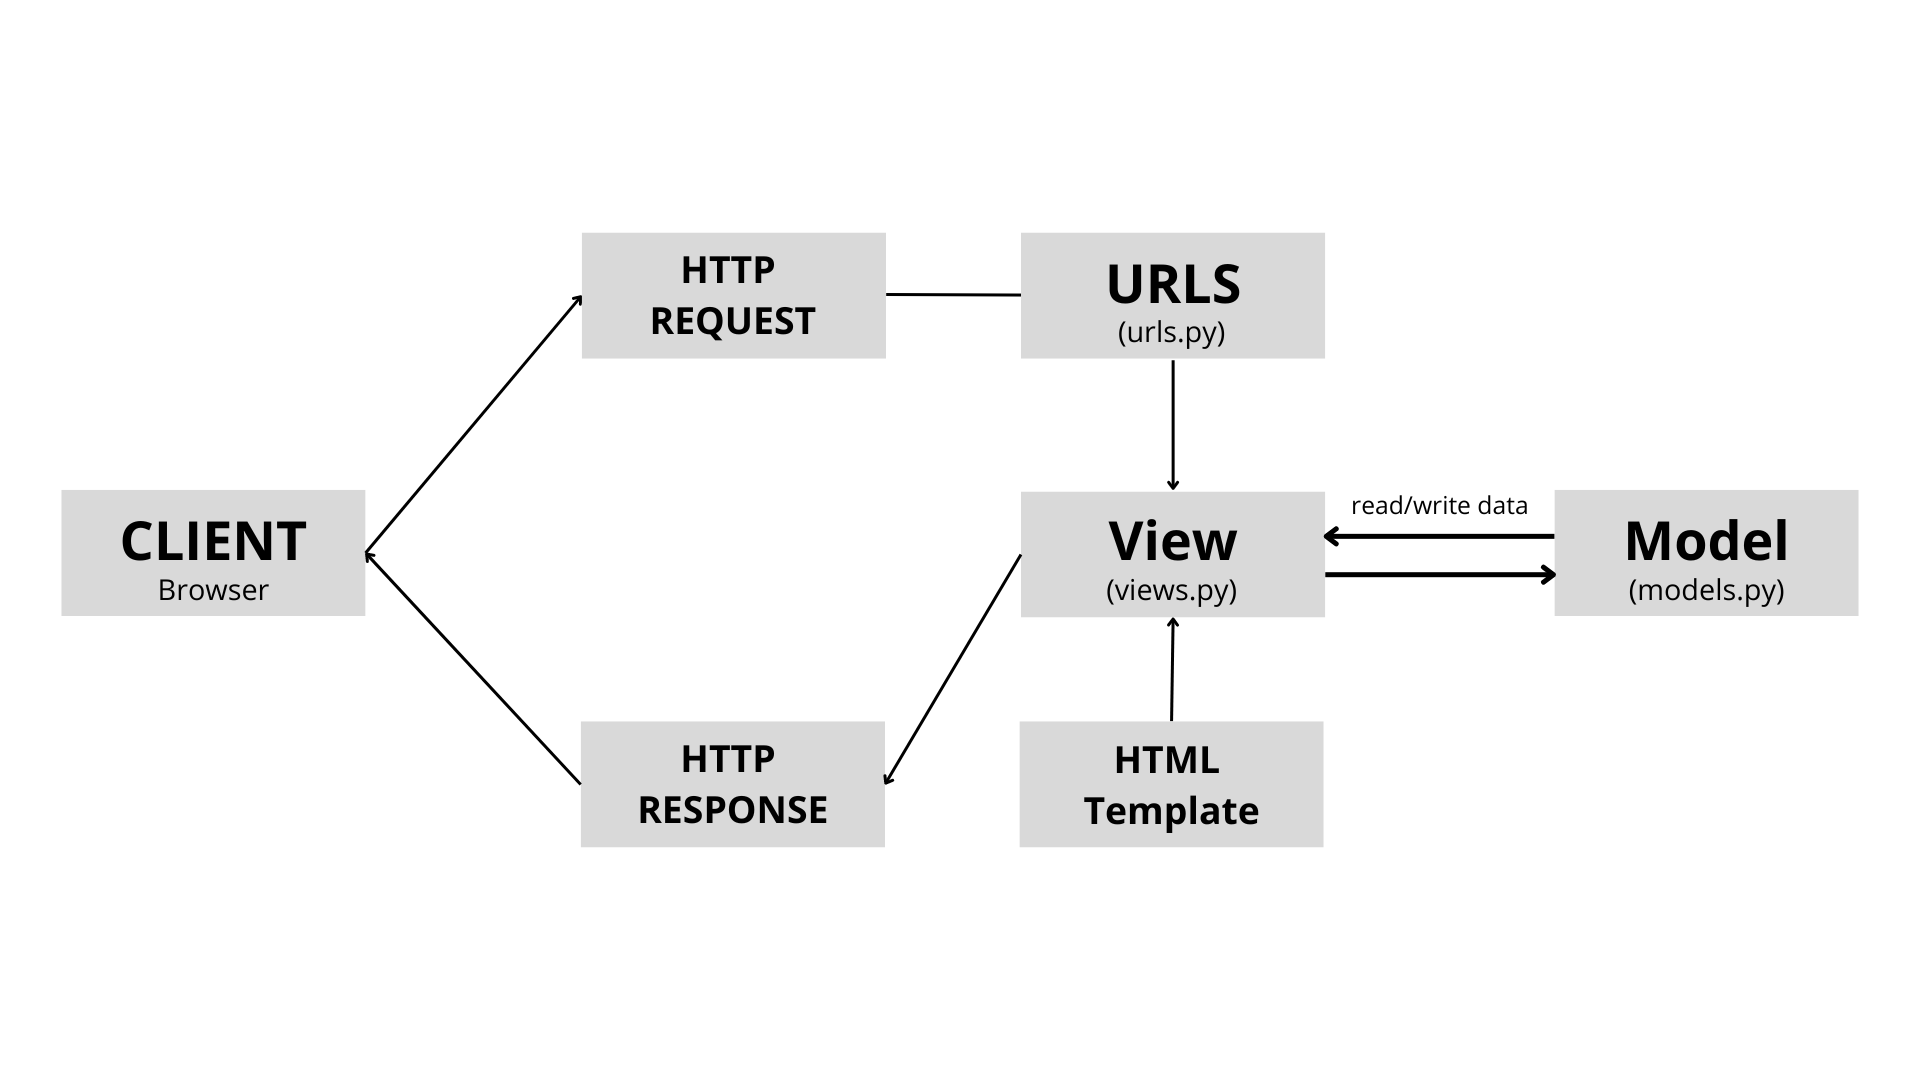 HTTP
REQUEST
URLS
(urls.py)
CLIENT
Browser
View
(views.py)
read/write data
Model
(models.py)
HTTP
RESPONSE
HTML
Template